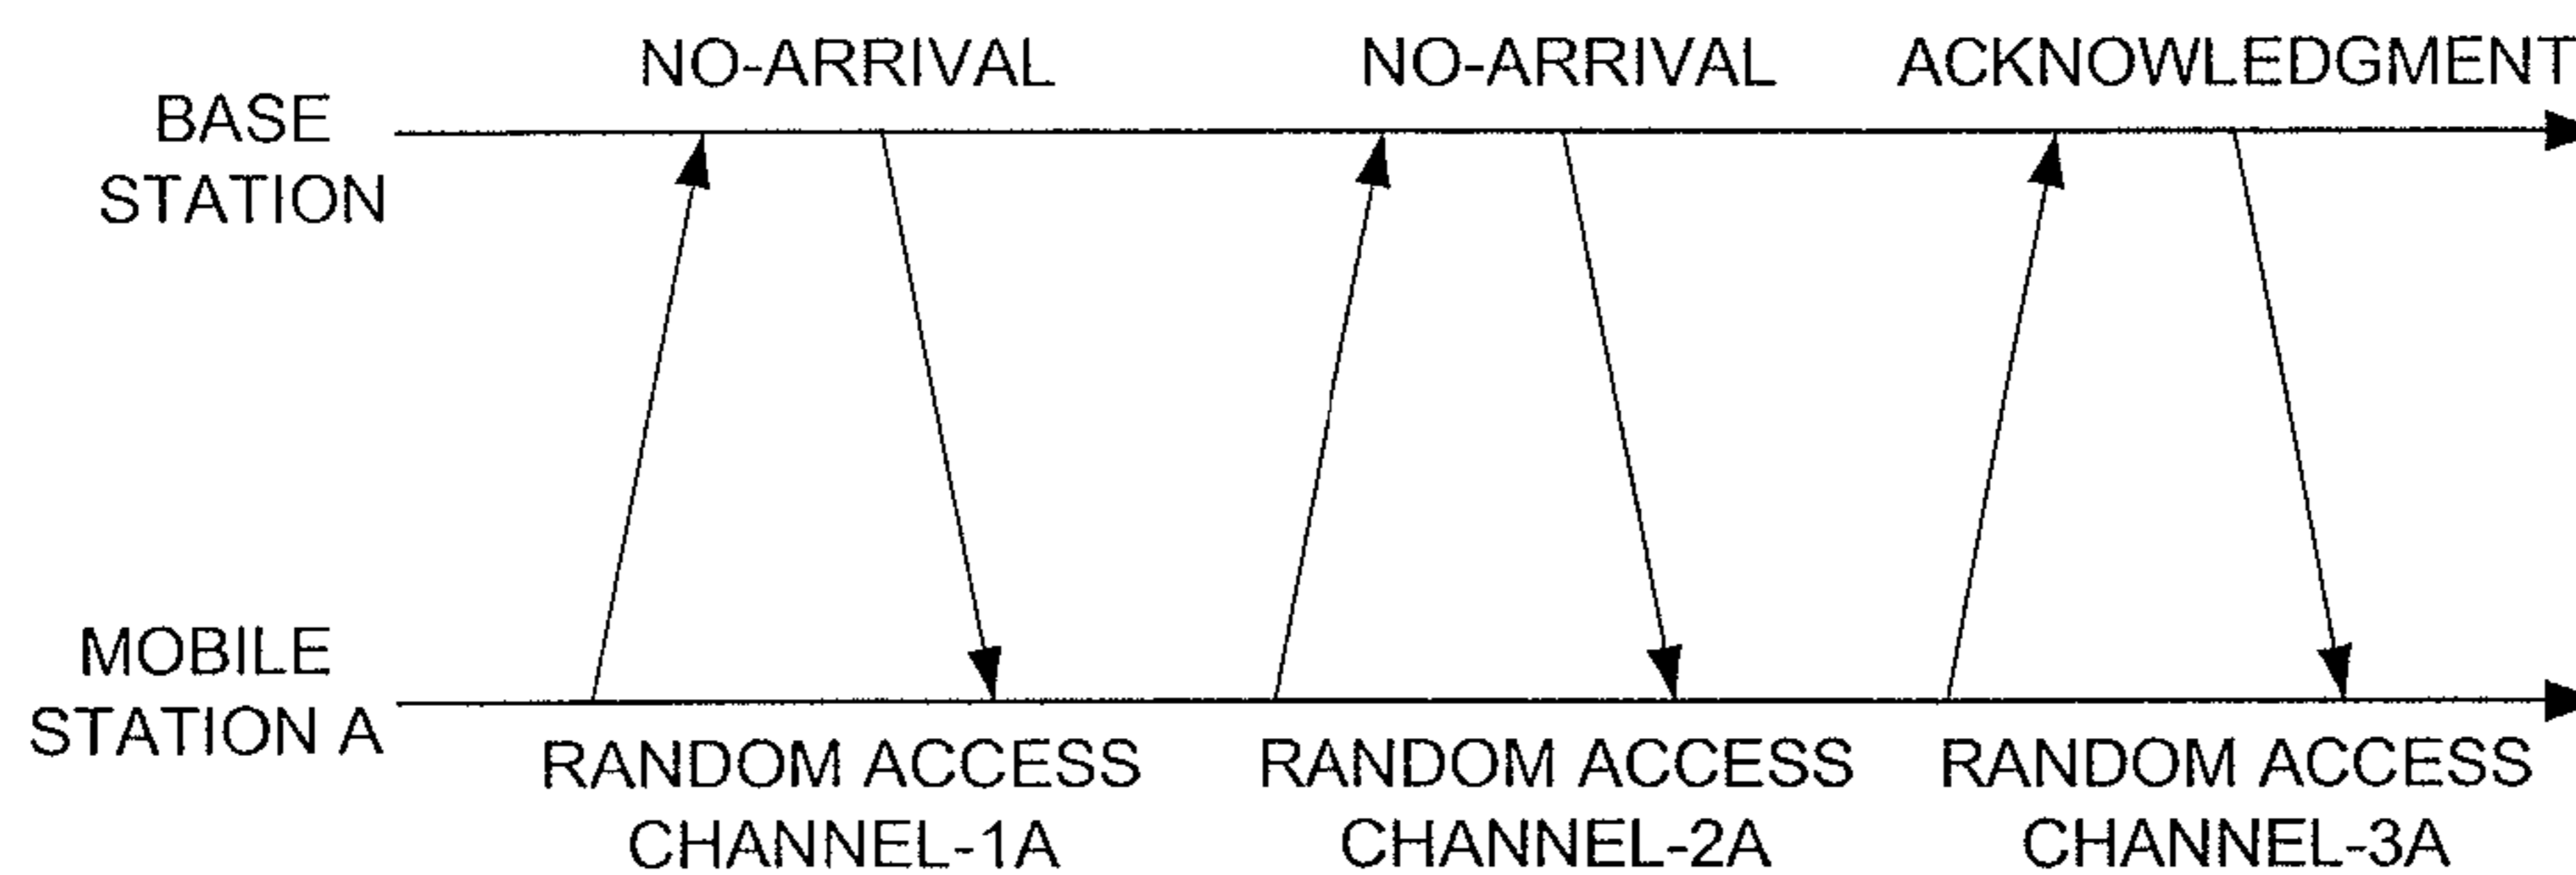 NO-ARRIVAL
NO-ARRIVAL
ACKNOWLEDGMENT
BASE
STATION
MOBILE
STATION A
RANDOM ACCESS
CHANNEL-1A
RANDOM ACCESS
CHANNEL-2A
RANDOM ACCESS
CHANNEL-3A